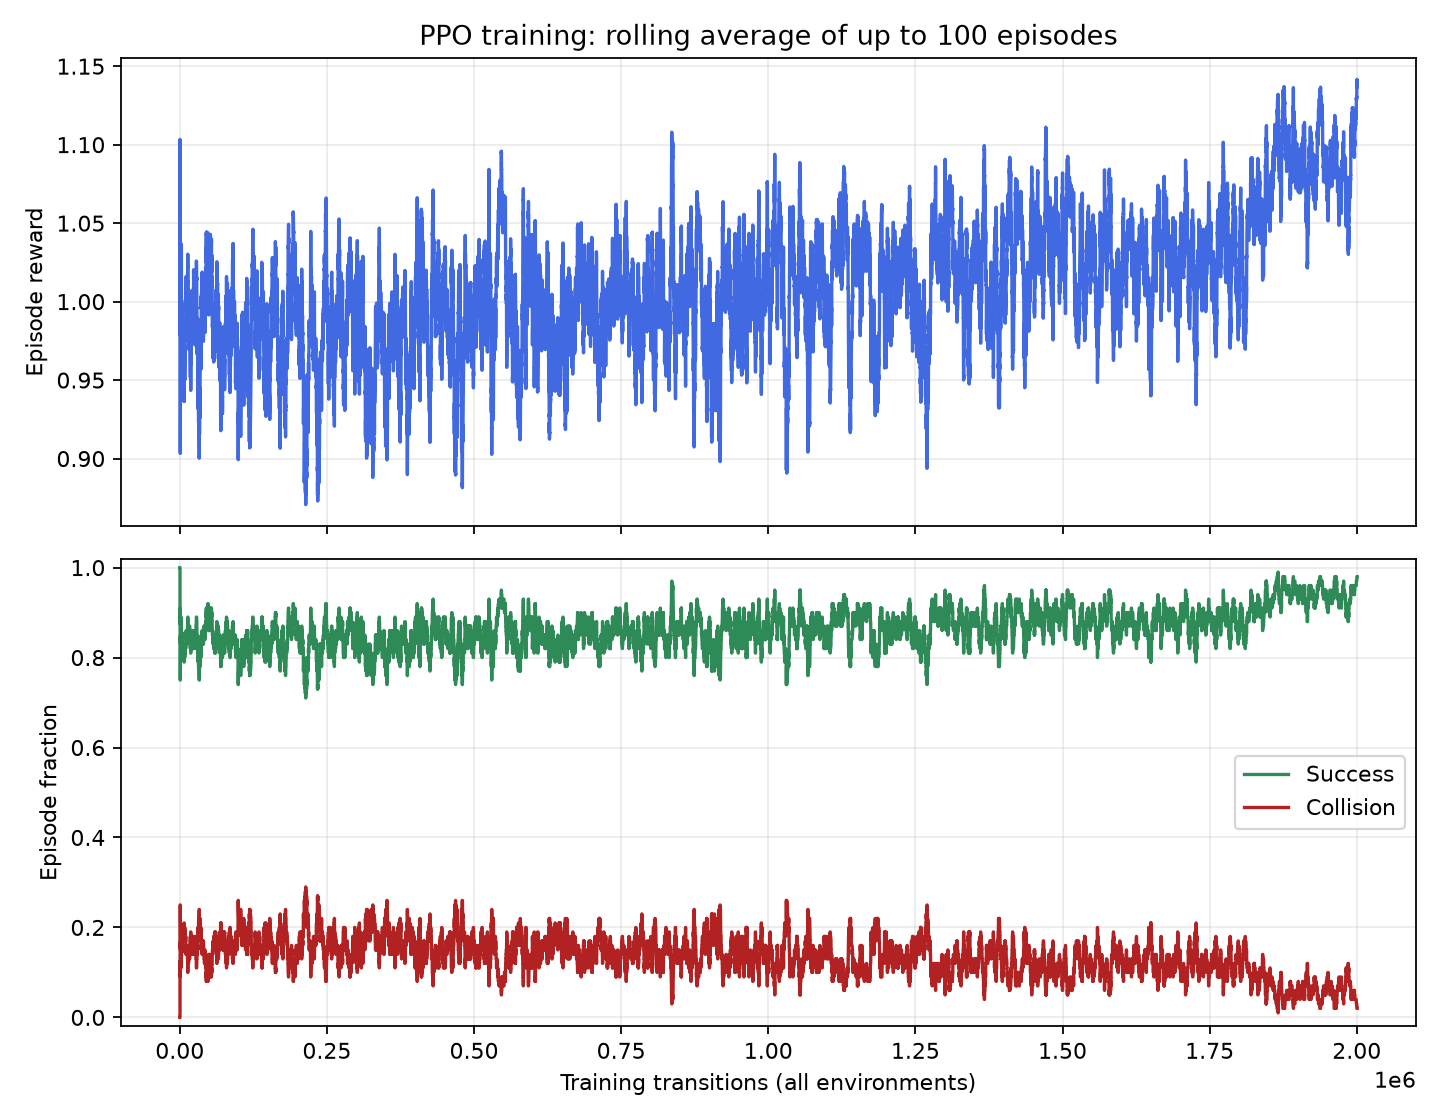 PPO training: rolling average of up to 100 episodes
1.15
1.10
1.05
1.00
0.95
0.90
Episode reward
1.0
0.8
0.6
0.4
0.2
0.0
Episode fraction
Success
Collision
0.00 0.25 0.50 0.75 1.00 1.25 1.50 1.75 2.00
1e6
Training transitions (all environments)